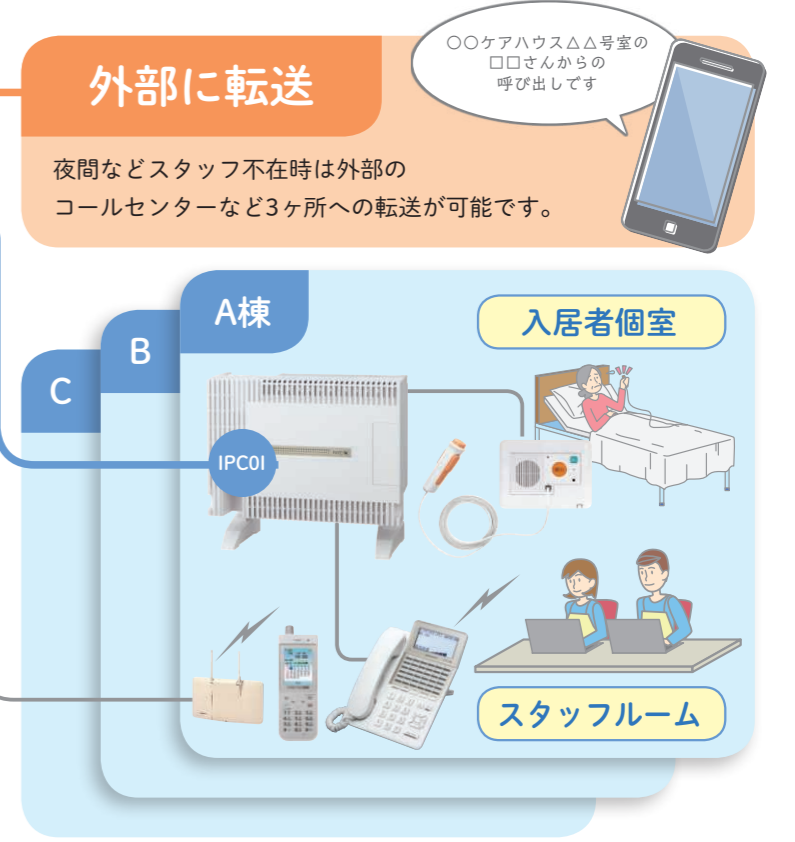 〇〇ケアハウス△△号室の
□□さんからの
呼び出しです
外部に転送
夜間などスタッフ不在時は外部の
コールセンターなど3ヶ所への転送が可能です。
A棟
入居者個室
B
C
IPCOI
スタッフルーム